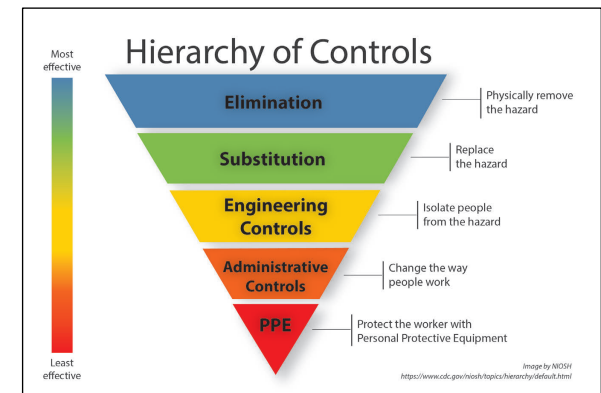 Hierarchy of Controls
Most
effective
Elimination
Physically remove
the hazard
Substitution
Replace
the hazard
Engineering
Controls
Isolate people
from the hazard
Administrative
Controls
Change the way
people work
PPE
Protect the worker with
Personal Protective Equipment
Least
effective
Image by NIOSH
https://www.cdc.gov/niosh/topics/hierarchy/default.html